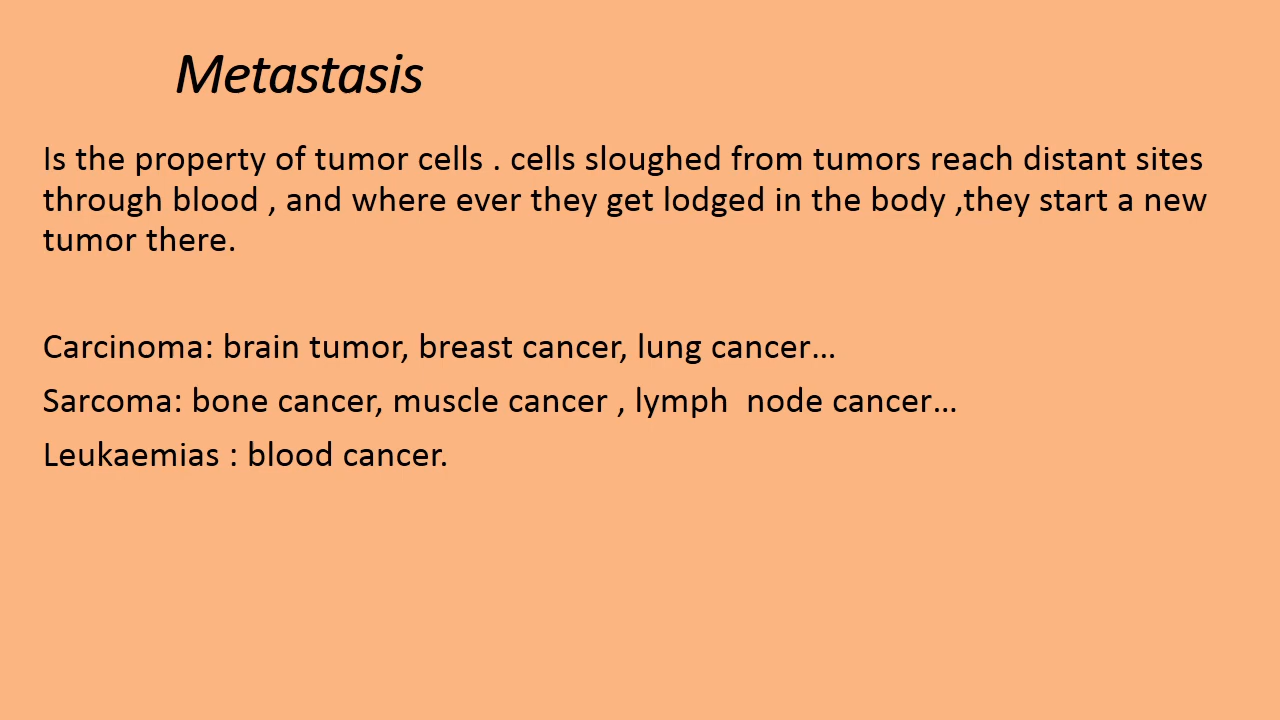 Metastasis
Is the property of tumor cells . cells sloughed from tumors reach distant sites
through blood , and where ever they get lodged in the body ,they start a new
tumor there.
Carcinoma: brain tumor, breast cancer, lung cancer…
Sarcoma: bone cancer, muscle cancer , lymph  node cancer…
Leukaemias : blood cancer.